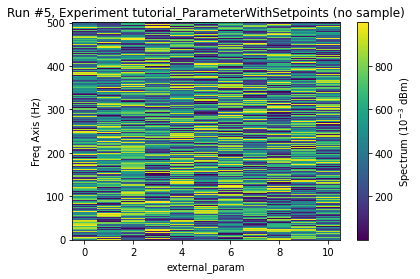 Run #5, Experiment tutorial_ParameterWithSetpoints (no sample)
500
400
300
200
100
0
Freq Axis (Hz)
0 2 4 6 8 10
external_param
800
600
400
200
Spectrum (10⁻³ dBm)